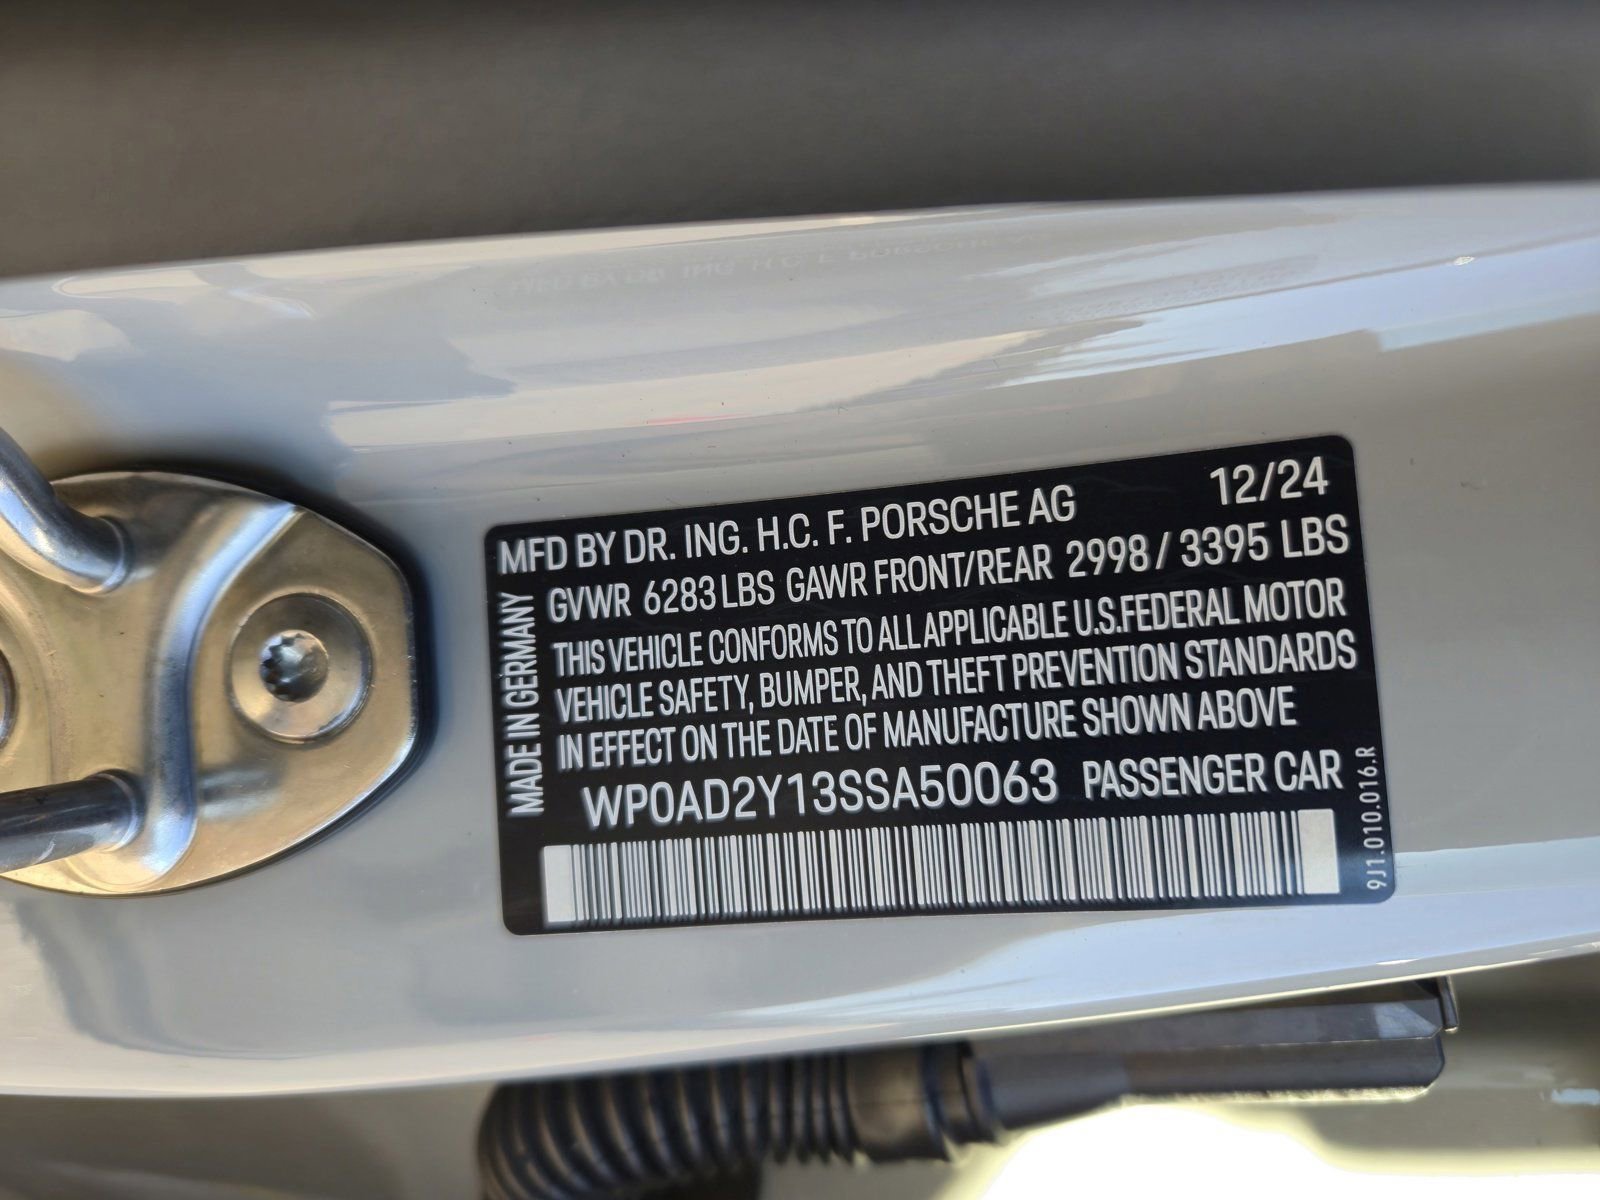 MFD BY DR. ING. H.C. F. PORSCHE AG 12/24
GVWR 6283 LBS GAWR FRONT/REAR 2998 / 3395 LBS
THIS VEHICLE CONFORMS TO ALL APPLICABLE U.S.FEDERAL MOTOR
VEHICLE SAFETY, BUMPER, AND THEFT PREVENTION STANDARDS
IN EFFECT ON THE DATE OF MANUFACTURE SHOWN ABOVE
WP0AD2Y13SSA50063 PASSENGER CAR
MADE IN GERMANY
9J1.010.016.R